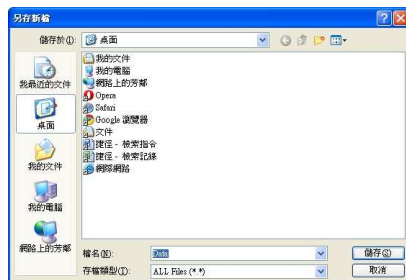 另存新檔
儲存於(I):
桌面
我最近的文件
桌面
我的文件
我的電腦
網路上的芳鄰
我的文件
我的電腦
網路上的芳鄰
Opera
Safari
Google 瀏覽器
文件
捷徑 - 檢索指令
捷徑 - 檢索記錄
網際網路
檔名(N):
Data
儲存(S)
存檔類型(T):
ALL Files (*.*)
取消